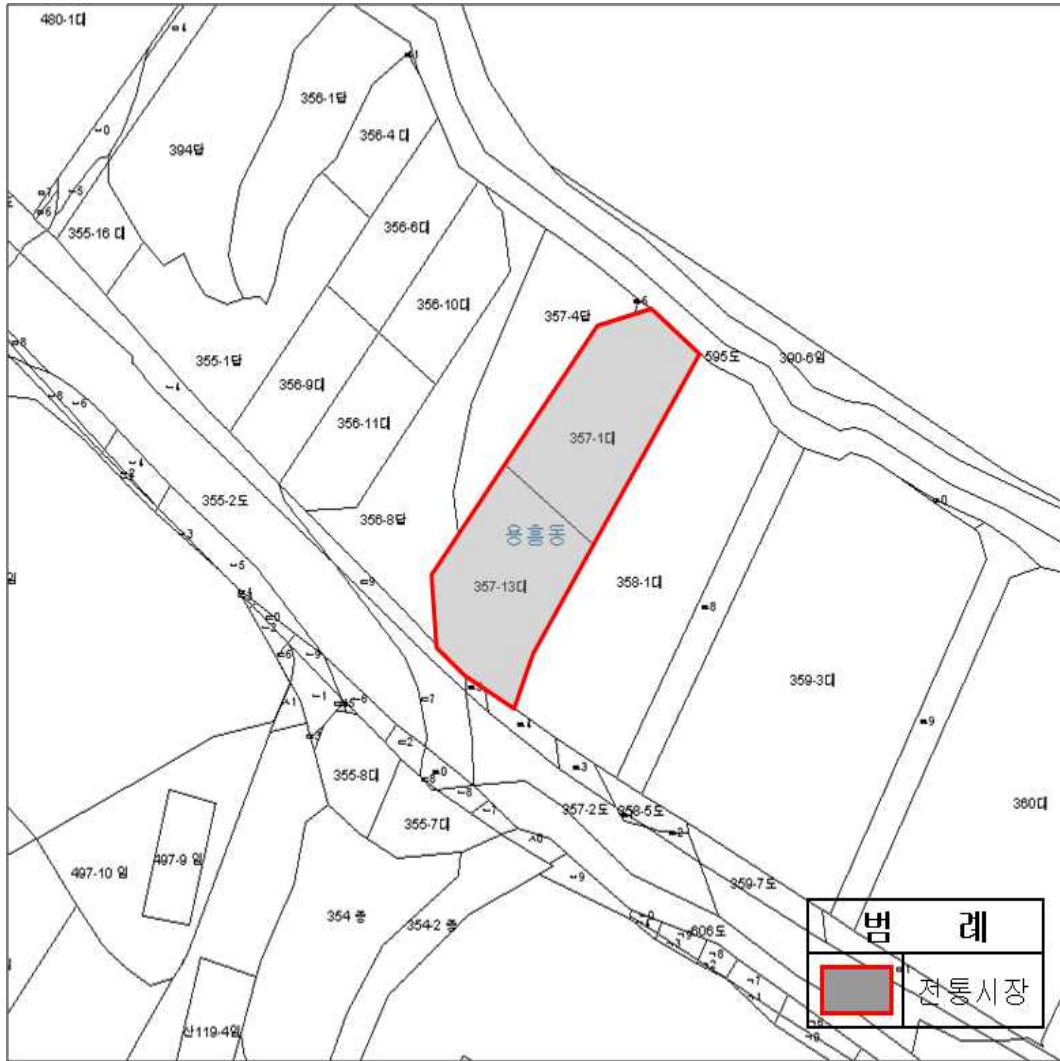 480-1대
356-1답
356-4 대
394답
356-6대
355-16 대
356-10대
357-4답
595도
390-6임
355-1답
356-9대
356-11대
357-1대
355-2도
356-8답
용흥동
357-13대
358-1대
359-3대
355-8대
357-2도
358-5도
360대
355-7대
497-9 임
497-10 임
359-7도
354 종
354-2 종
606도
산119-4임
범 례
전통시장